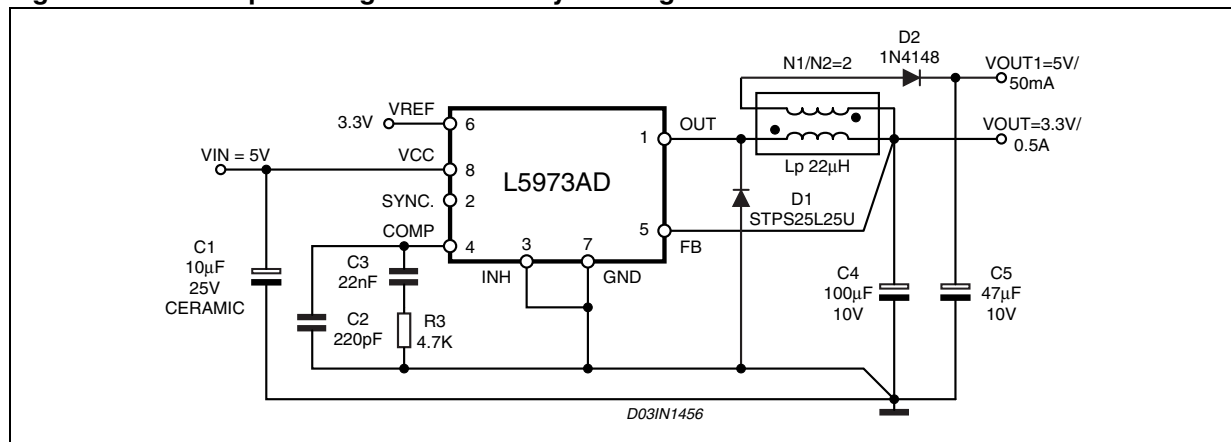 D2
1N4148
N1/N2=2
VOUT1=5V/
50mA
VREF
3.3V
6
1
OUT
VOUT=3.3V/
0.5A
VIN = 5V
VCC
8
Lp 22µH
L5973AD
SYNC.
2
D1
STPS25L25U
COMP
4
3
7
5
FB
INH
GND
C1
10µF
25V
CERAMIC
C3
22nF
C2
220pF
R3
4.7K
C4
100µF
10V
C5
47µF
10V
D03IN1456